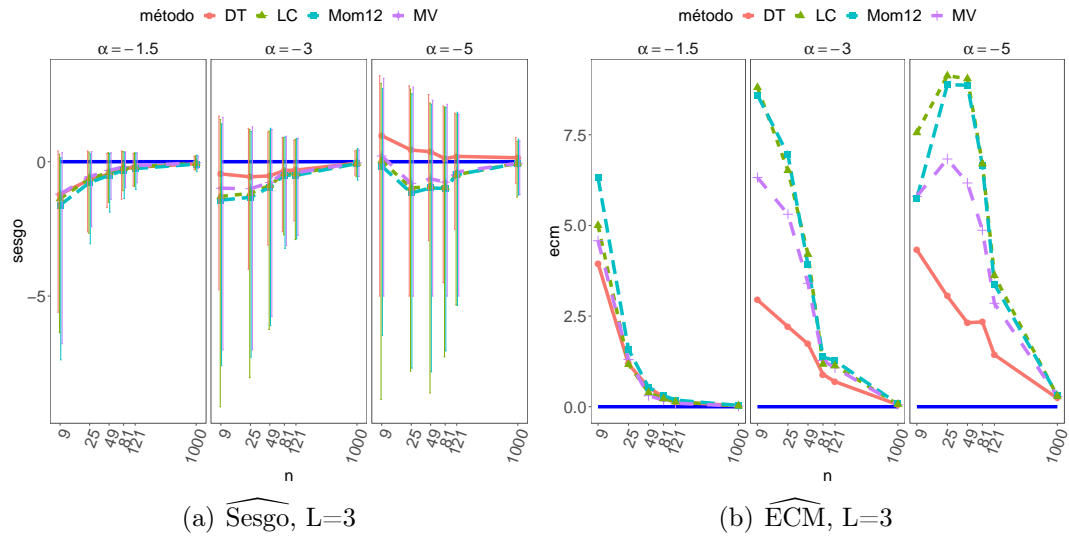 método DT LC Mom12 MV
α = −1.5 α = −3 α = −5
sesgo
0
−5
9 25 49 81 121 1000
9 25 49 81 121 1000
9 25 49 81 121 1000
n
(a) Sesgo, L=3
método DT LC Mom12 MV
α = −1.5 α = −3 α = −5
ecm
7.5
5.0
2.5
0.0
9 25 49 81 121 1000
9 25 49 81 121 1000
9 25 49 81 121 1000
n
(b) ECM, L=3